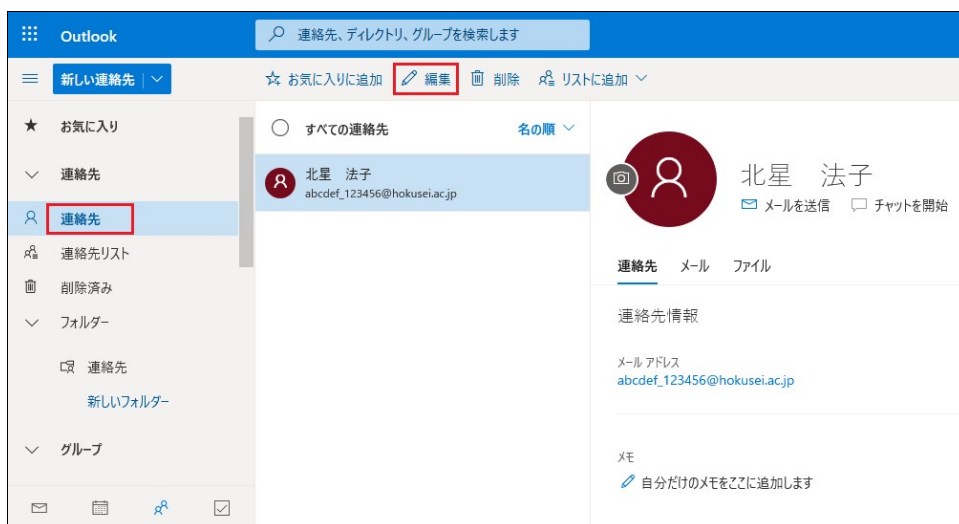 Outlook
連絡先、ディレクトリ、グループを検索します
新しい連絡先
お気に入りに追加
編集
削除
リストに追加
お気に入り
連絡先
連絡先
連絡先リスト
削除済み
フォルダー
連絡先
新しいフォルダー
グループ
すべての連絡先
名の順
北星　法子
abcdef_123456@hokusei.ac.jp
北星　法子
メールを送信
チャットを開始
連絡先
メール
ファイル
連絡先情報
メール アドレス
abcdef_123456@hokusei.ac.jp
メモ
自分だけのメモをここに追加します